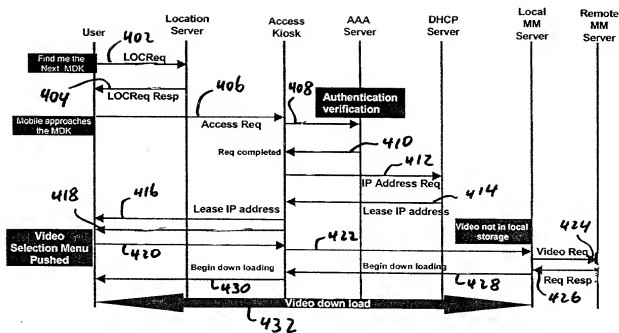 User
Location
Server
Access
Kiosk
AAA
Server
DHCP
Server
Local
MM
Server
Remote
MM
Server
402
Find me the
Next MDK
LOCReq
404
LOCReq Resp
406
408
Authentication
verification
Mobile approaches
the MDK
Access Req
410
Req completed
412
IP Address Req
414
416
418
Lease IP address
Lease IP address
Video
Selection Menu
Pushed
420
422
Video not in local
storage
424
Video Req
Begin down loading
430
Begin down loading
428
Req Resp
426
Video down load
432